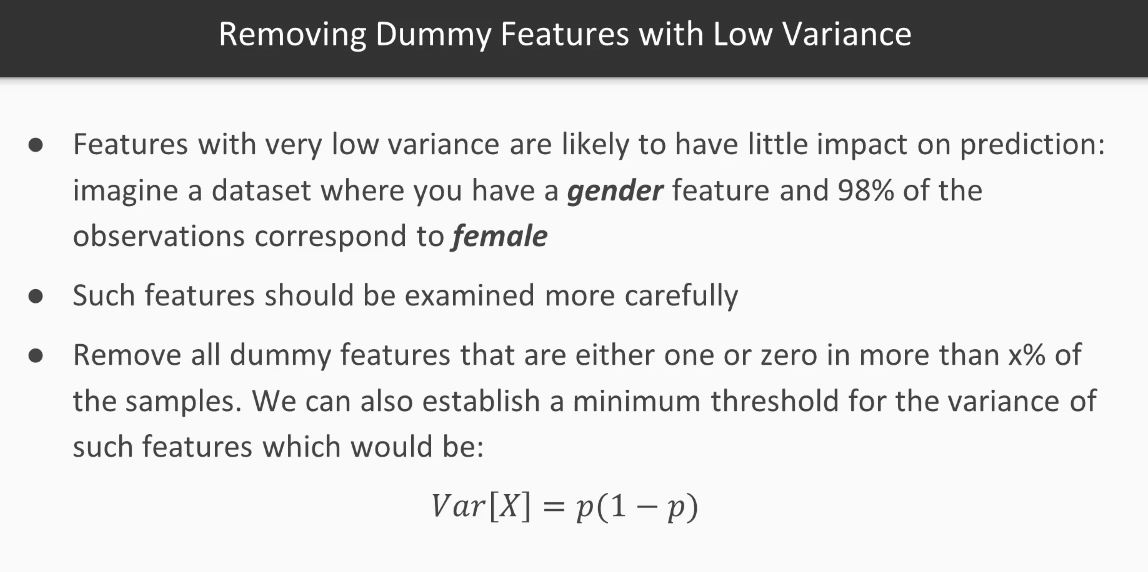 Removing Dummy Features with Low Variance
● Features with very low variance are likely to have little impact on prediction:
imagine a dataset where you have a gender feature and 98% of the
observations correspond to female
● Such features should be examined more carefully
● Remove all dummy features that are either one or zero in more than x% of
the samples. We can also establish a minimum threshold for the variance of
such features which would be:
Var[X] = p(1 − p)